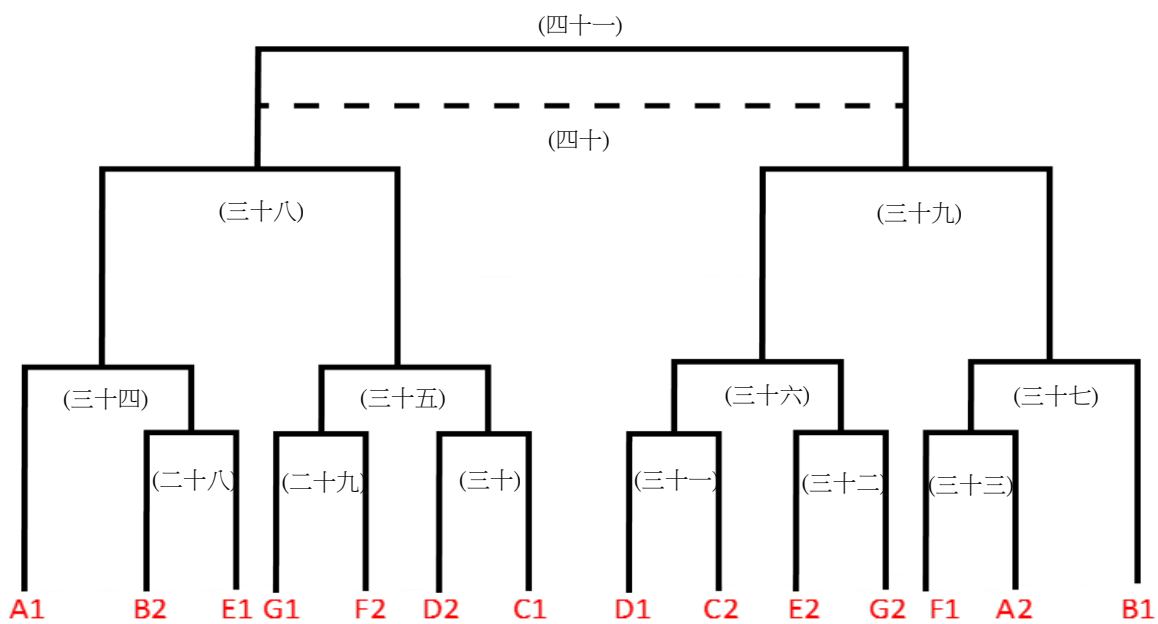 (四十一)
(四十)
(三十八)
(三十九)
(三十四)
(三十五)
(三十六)
(三十七)
(二十八)
(二十九)
(三十)
(三十一)
(三十二)
(三十三)
A1 B2 E1 G1 F2 D2 C1 D1 C2 E2 G2 F1 A2 B1